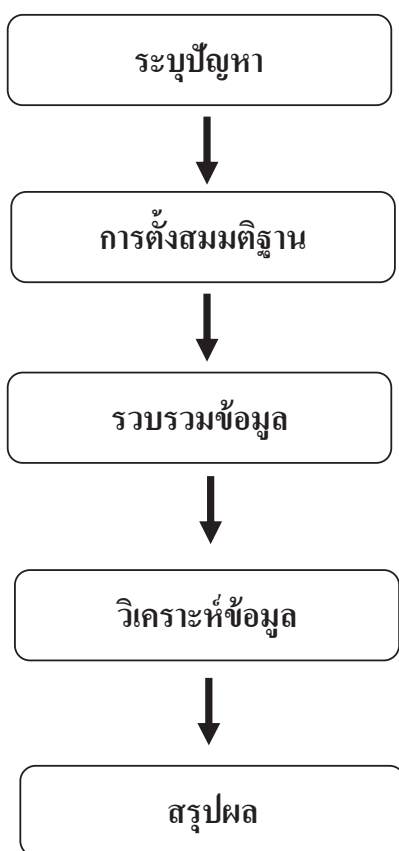 ระบุปัญหา
การตั้งสมมติฐาน
รวบรวมข้อมูล
วิเคราะห์ข้อมูล
สรุปผล